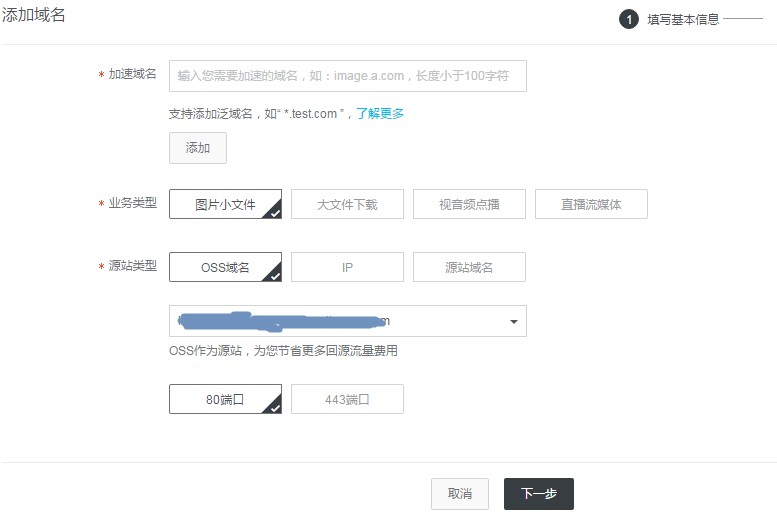 添加域名
1 填写基本信息
* 加速域名
输入您需要加速的域名，如：image.a.com，长度小于100字符
支持添加泛域名，如“ *.test.com ”，了解更多
添加
* 业务类型 图片小文件 大文件下载 视音频点播 直播流媒体
* 源站类型 OSS域名 IP 源站域名
OSS作为源站，为您节省更多回源流量费用
80端口 443端口
取消 下一步